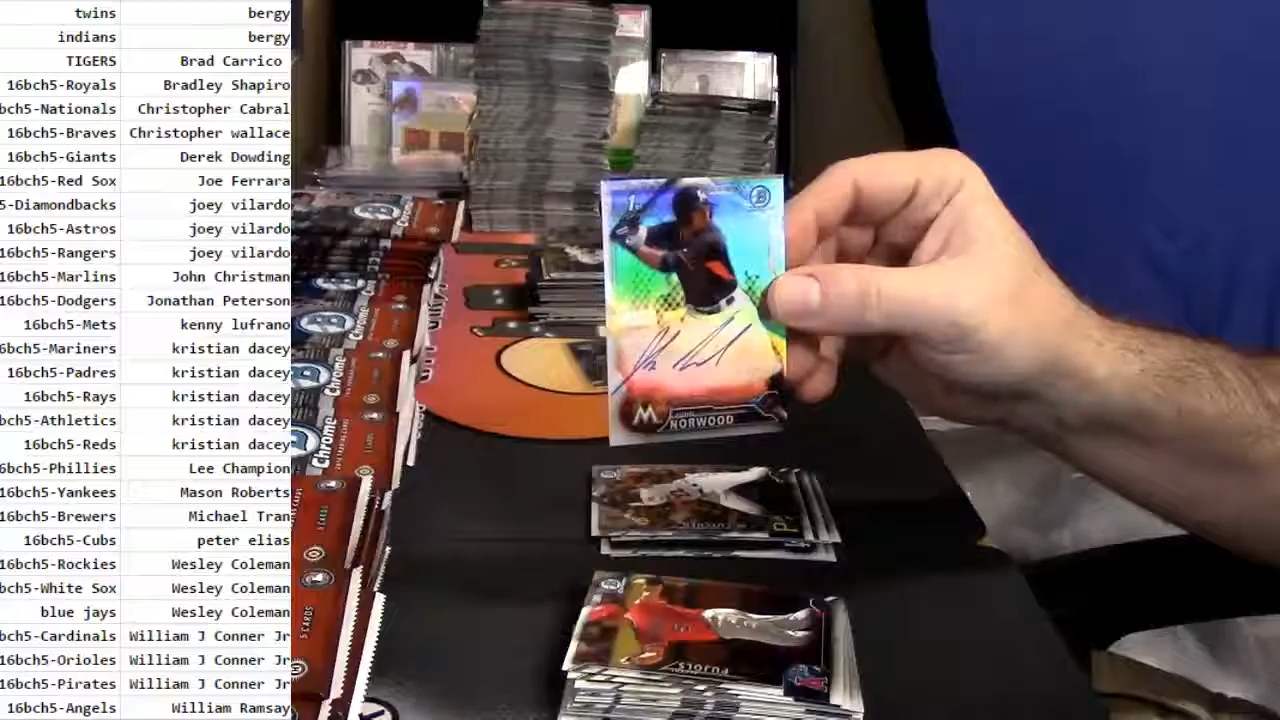 twins bergy
indians bergy
TIGERS Brad Carrico
16bch5-Royals Bradley Shapiro
bch5-Nationals Christopher Cabral
16bch5-Braves Christopher wallace
16bch5-Giants Derek Dowding
16bch5-Red Sox Joe Ferrara
5-Diamondbacks joey vilardo
16bch5-Astros joey vilardo
16bch5-Rangers joey vilardo
16bch5-Marlins John Christman
16bch5-Dodgers Jonathan Peterson
16bch5-Mets kenny lufrano
6bch5-Mariners kristian dacey
16bch5-Padres kristian dacey
16bch5-Rays kristian dacey
6bch5-Athletics kristian dacey
16bch5-Reds kristian dacey
6bch5-Phillies Lee Champion
16bch5-Yankees Mason Roberts
16bch5-Brewers Michael Tran
16bch5-Cubs peter elias
16bch5-Rockies Wesley Coleman
bch5-White Sox Wesley Coleman
blue jays Wesley Coleman
bch5-Cardinals William J Conner Jr
16bch5-Orioles William J Conner Jr
16bch5-Pirates William J Conner Jr
16bch5-Angels William Ramsay
1st
B
M
NORWOOD
Chrome
Chrome
Chrome
5 CARDS
PUJOLS
A